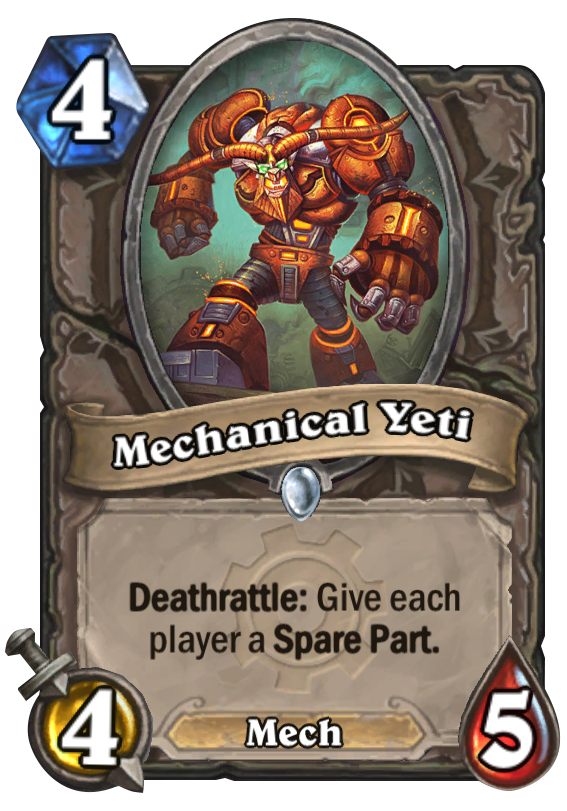 4
Mechanical Yeti
Deathrattle: Give each
player a Spare Part.
4
Mech
5